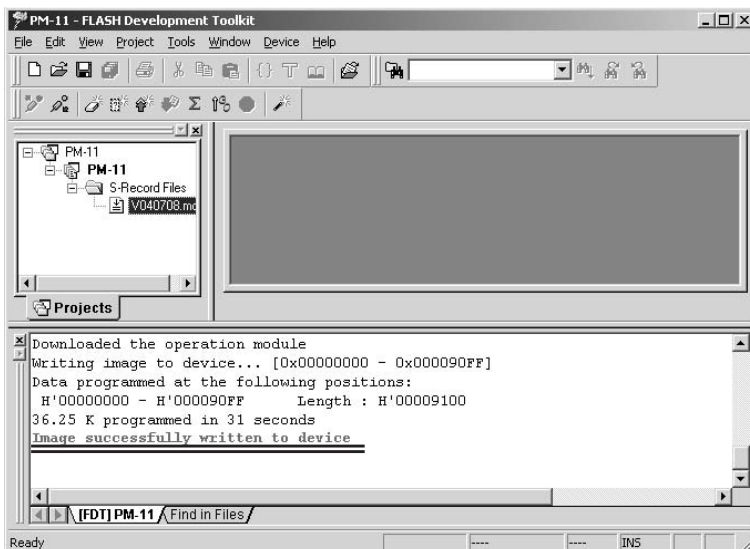 PM-11 - FLASH Development Toolkit
File Edit View Project Tools Window Device Help
PM-11
PM-11
S-Record Files
V040708.mo
Projects
Downloaded the operation module
Writing image to device... [0x00000000 - 0x000090FF]
Data programmed at the following positions:
H'00000000 - H'000090FF Length : H'00009100
36.25 K programmed in 31 seconds
Image successfully written to device
[FDT] PM-11 Find in Files
Ready ---- ---- INS